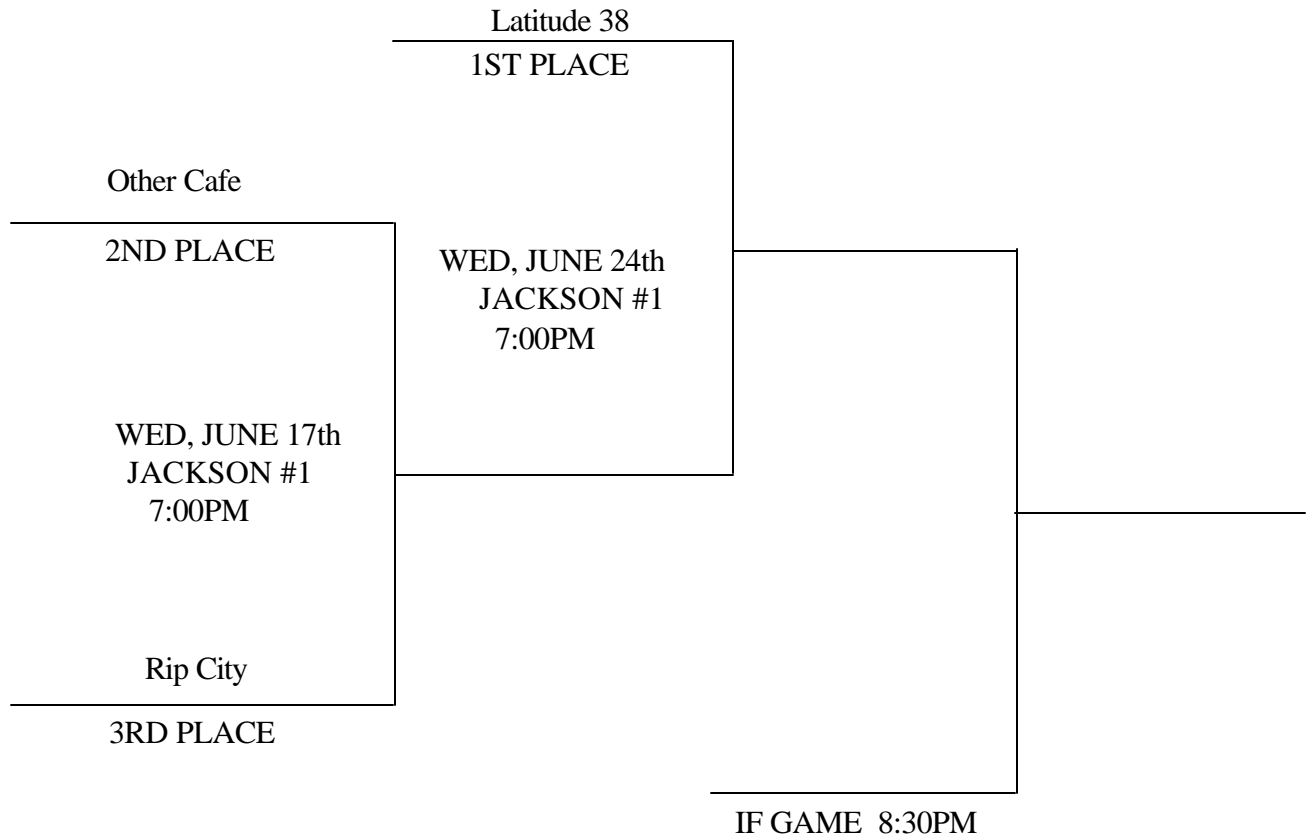 Latitude 38
1ST PLACE
Other Cafe
2ND PLACE
WED, JUNE 24th
JACKSON #1
7:00PM
WED, JUNE 17th
JACKSON #1
7:00PM
Rip City
3RD PLACE
IF GAME 8:30PM